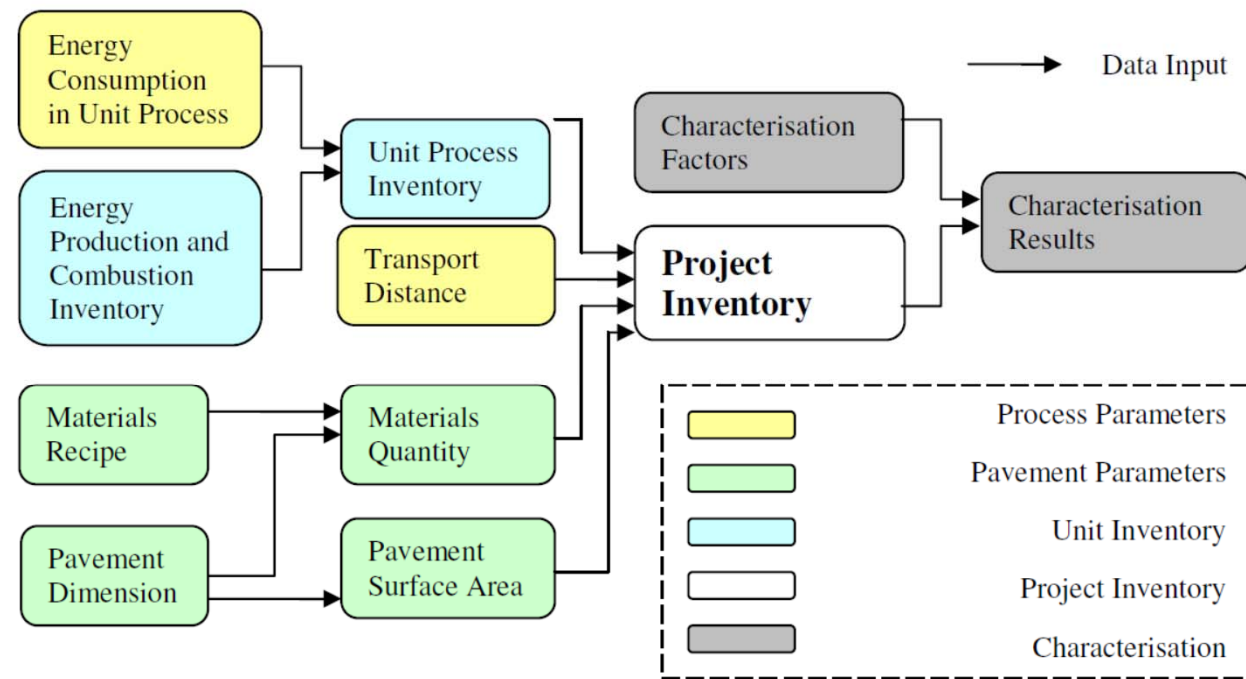 Energy
Consumption
in Unit Process
Data Input
Characterisation
Factors
Unit Process
Inventory
Energy
Production and
Combustion
Inventory
Characterisation
Results
Transport
Distance
Project
Inventory
Materials
Recipe
Materials
Quantity
Pavement
Dimension
Pavement
Surface Area
Process Parameters
Pavement Parameters
Unit Inventory
Project Inventory
Characterisation